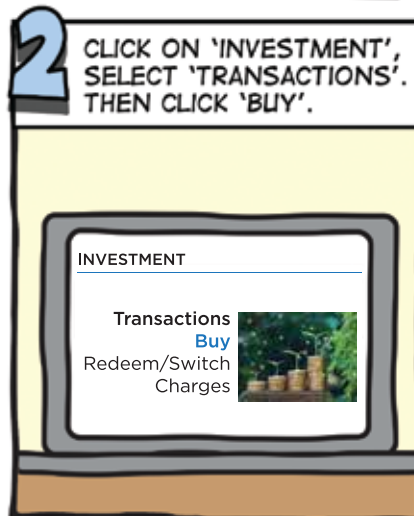 2
CLICK ON ‘INVESTMENT’,
SELECT ‘TRANSACTIONS’.
THEN CLICK ‘BUY’.
INVESTMENT
Transactions
Buy
Redeem/Switch
Charges